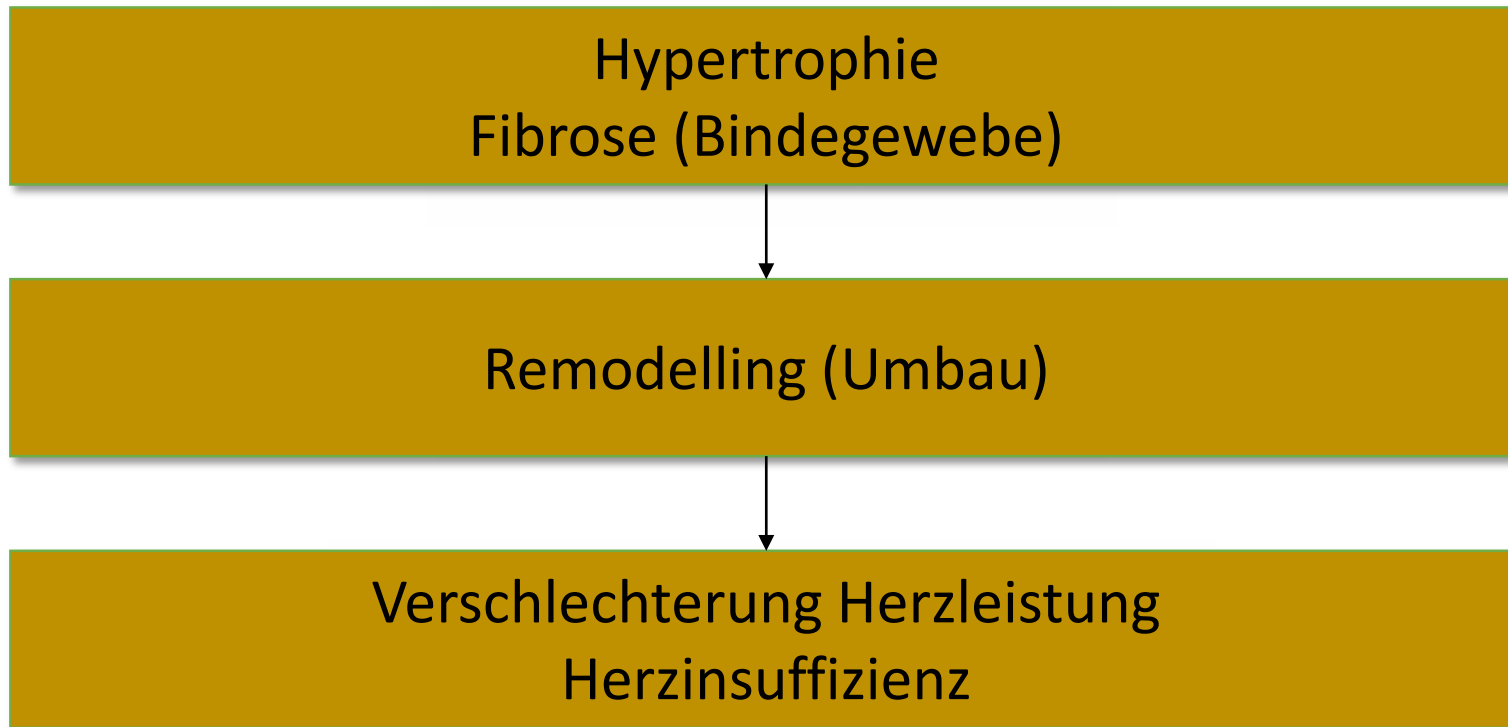 Hypertrophie
Fibrose (Bindegewebe)
Remodelling (Umbau)
Verschlechterung Herzleistung
Herzinsuffizienz